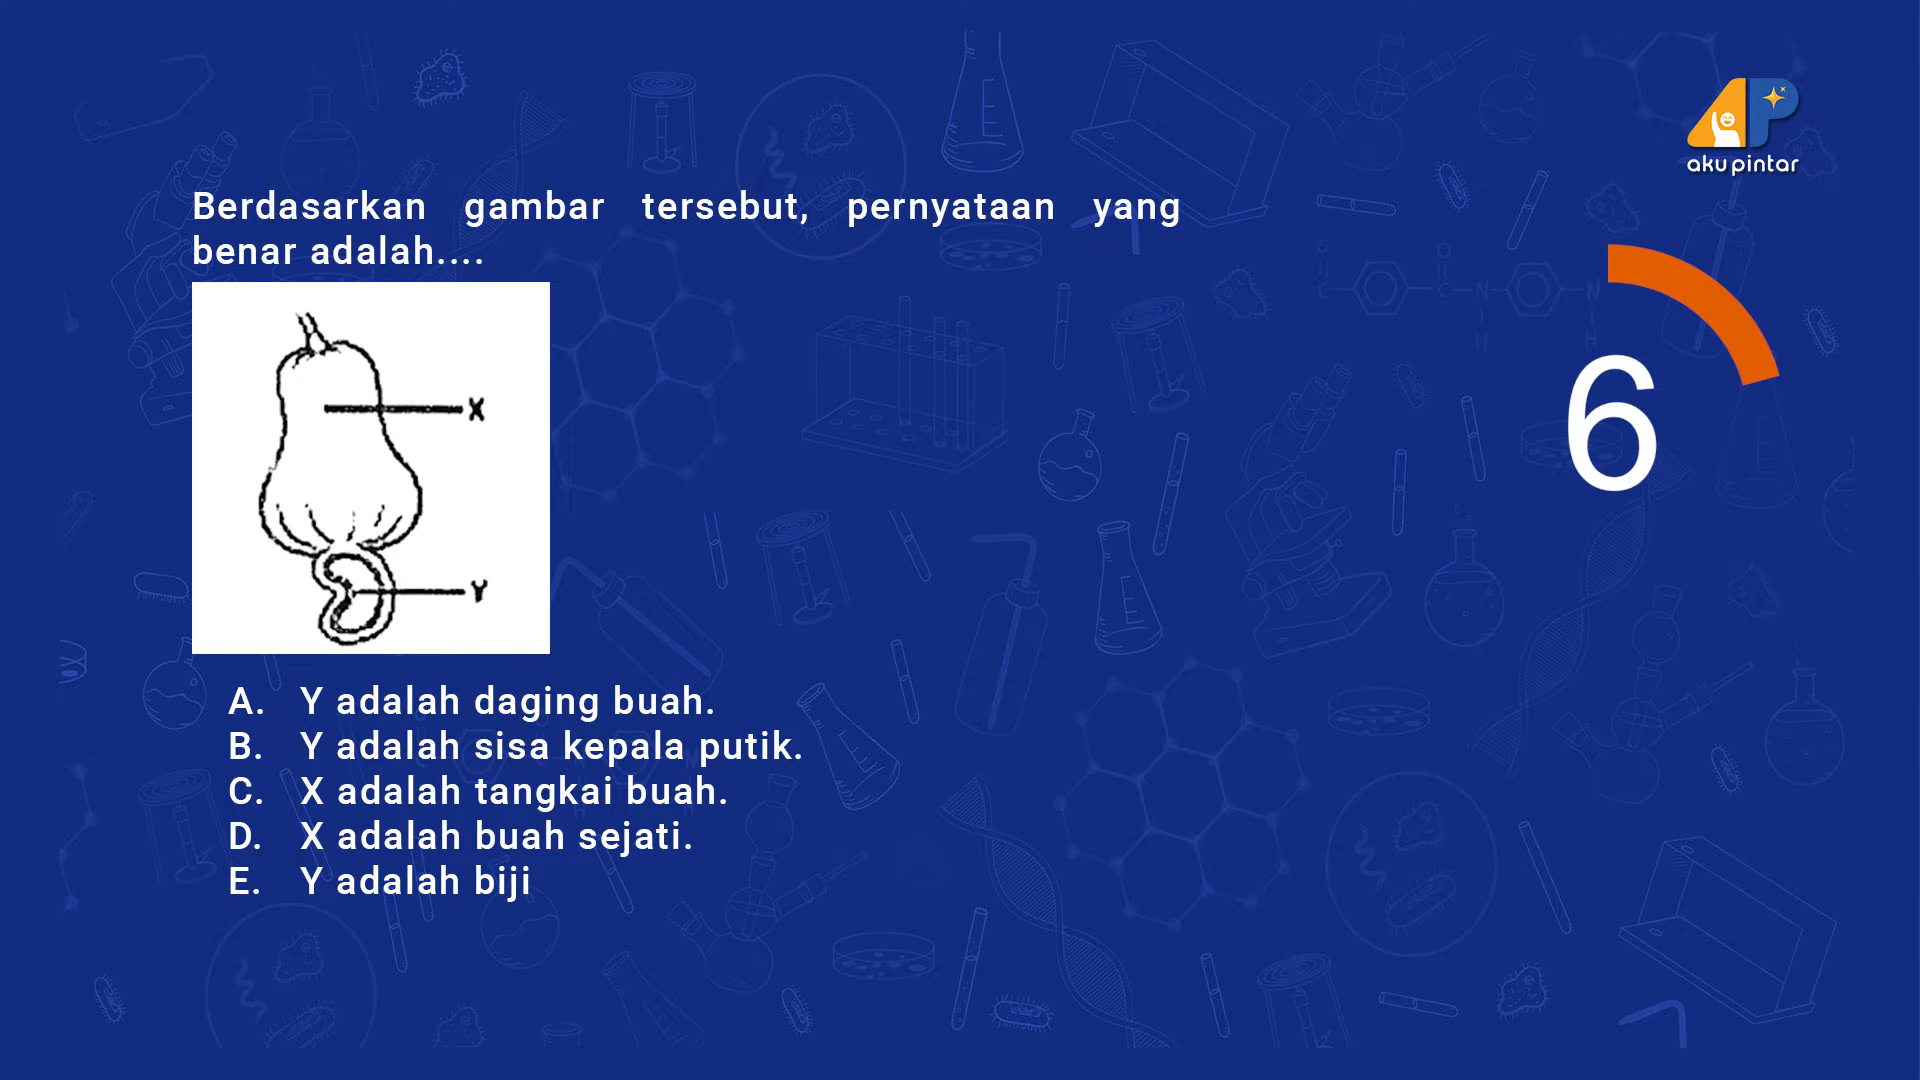 aku pintar
Berdasarkan gambar tersebut, pernyataan yang
benar adalah....
6
X
Y
A. Y adalah daging buah.
B. Y adalah sisa kepala putik.
C. X adalah tangkai buah.
D. X adalah buah sejati.
E. Y adalah biji